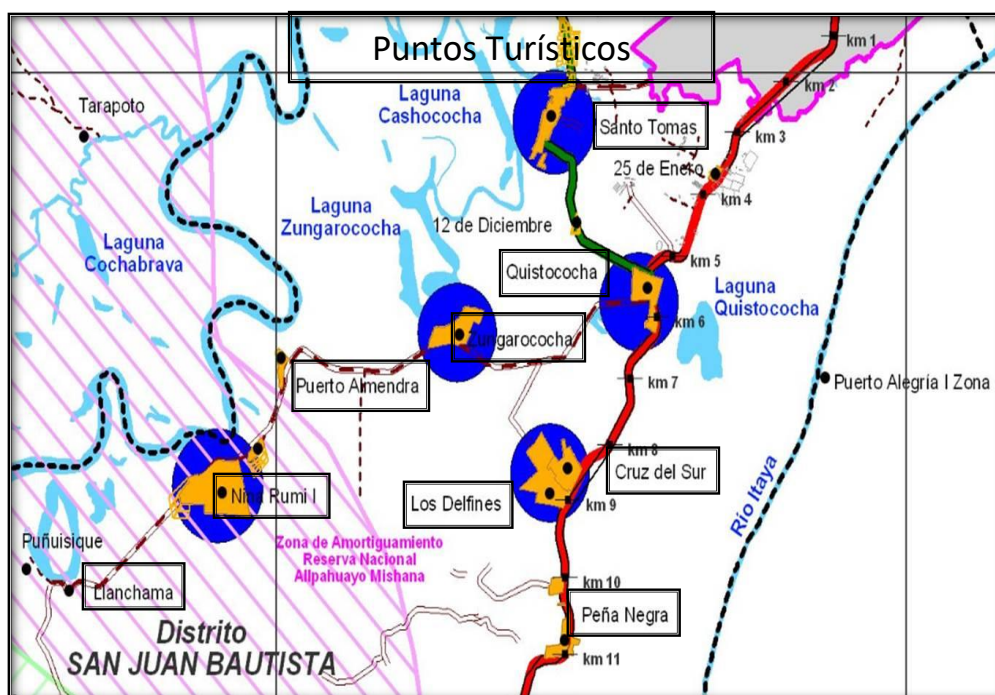 Puntos Turísticos
km 1
km 2
Tarapoto
Laguna
Cashococha
Santo Tomas
km 3
25 de Enero
km 4
Laguna
Zungarococha
12 de Diciembre
Laguna
Cochabrava
km 5
Quistococha
Laguna
Quistococha
km 6
Zungarococha
Puerto Almendra
km 7
Puerto Alegría I Zona
km 8
Cruz del Sur
Nina Rumi I
Los Delfines
km 9
Río Itaya
Puñuisique
Zona de Amortiguamiento
Reserva Nacional
Allpahuayo Mishana
km 10
Llanchama
Peña Negra
Distrito
SAN JUAN BAUTISTA
km 11